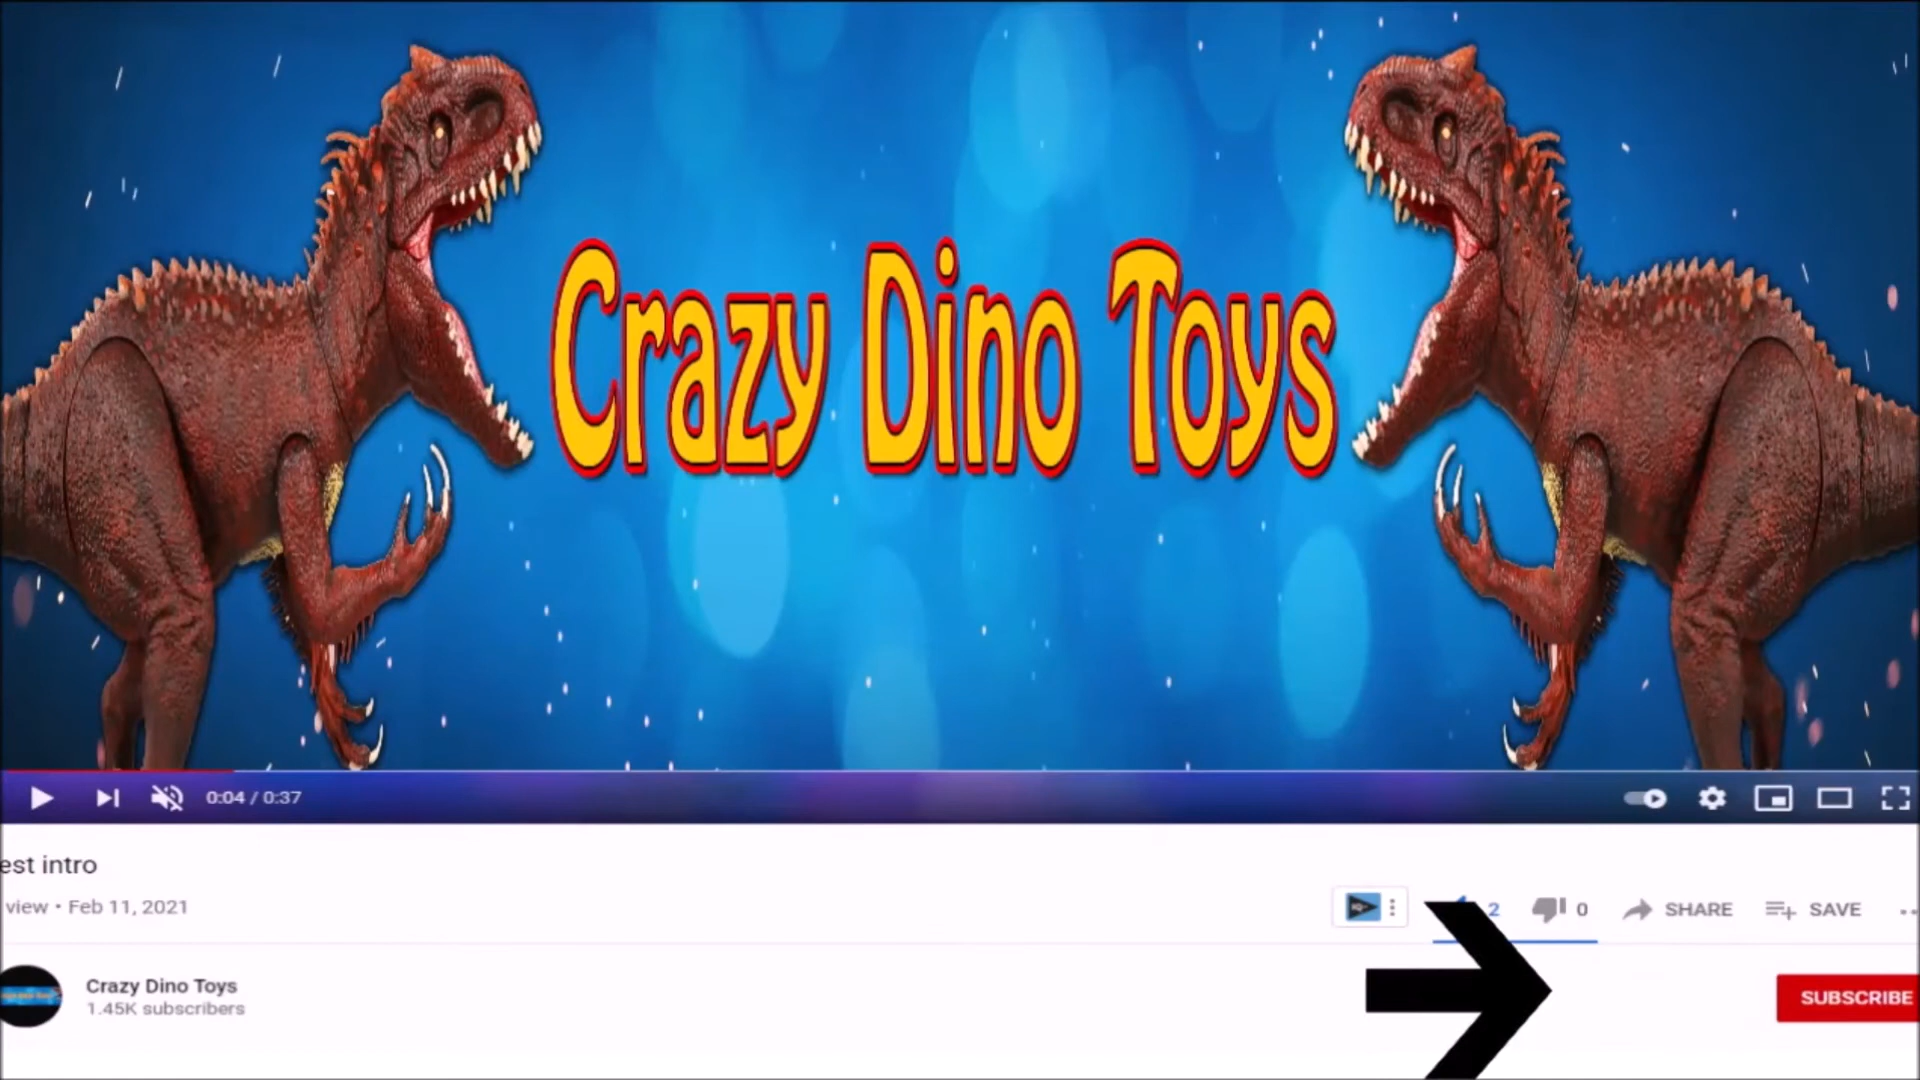 Crazy Dino Toys
0:04 / 0:37
est intro
view • Feb 11, 2021
2 0 SHARE SAVE
Crazy Dino Toys
1.45K subscribers
SUBSCRIBE